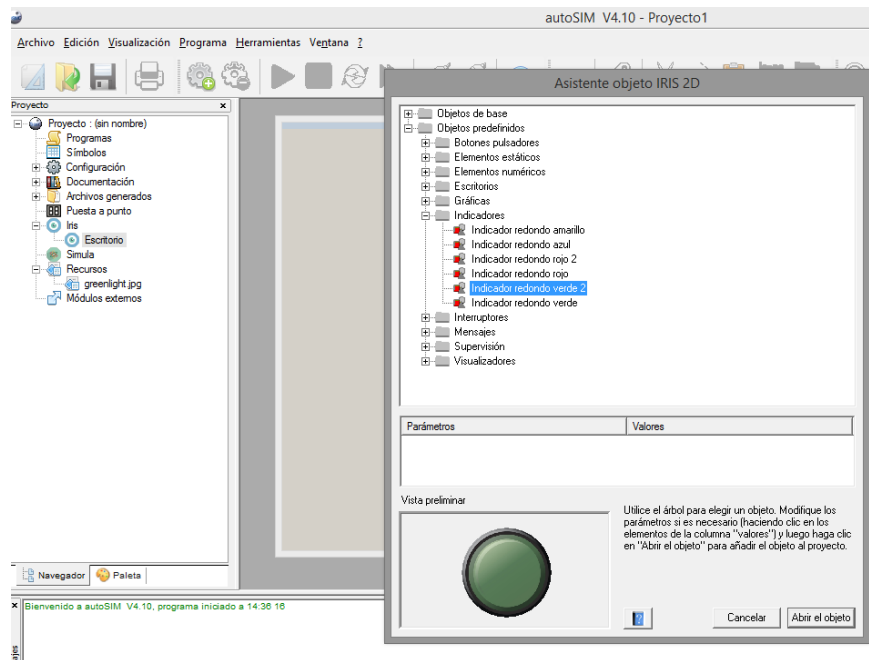 autoSIM V4.10 - Proyecto1
Archivo Edición Visualización Programa Herramientas Ventana ?
Proyecto
Proyecto : (sin nombre)
Programas
Símbolos
Configuración
Documentación
Archivos generados
Puesta a punto
Iris
Escritorio
Simula
Recursos
greenlight.jpg
Módulos externos
Navegador
Paleta
Asistente objeto IRIS 2D
Objetos de base
Objetos predefinidos
Botones pulsadores
Elementos estáticos
Elementos numéricos
Escritorios
Gráficas
Indicadores
Indicador redondo amarillo
Indicador redondo azul
Indicador redondo rojo 2
Indicador redondo rojo
Indicador redondo verde 2
Indicador redondo verde
Interruptores
Mensajes
Supervisión
Visualizadores
Parámetros
Valores
Vista preliminar
Utilice el árbol para elegir un objeto. Modifique los
parámetros si es necesario (haciendo clic en los
elementos de la columna "valores") y luego haga clic
en "Abrir el objeto" para añadir el objeto al proyecto.
Cancelar
Abrir el objeto
Bienvenido a autoSIM V4.10, programa iniciado a 14:36 16